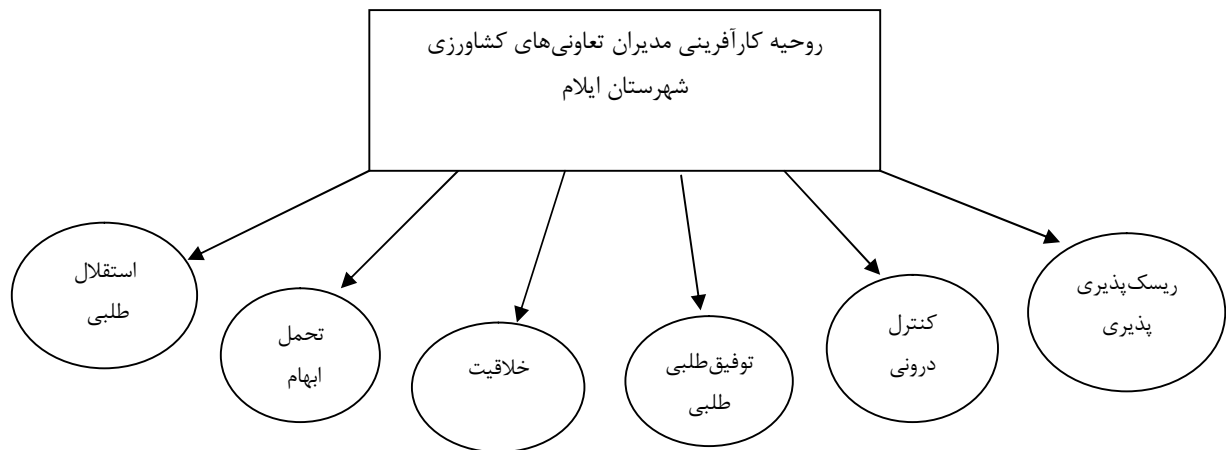 روحیه کارآفرینی مدیران تعاونی‌های کشاورزی
شهرستان ایلام
ریسک‌پذیری
پذیری
کنترل
درونی
توفیق‌طلبی
طلبی
خلاقیت
تحمل
ابهام
استقلال
طلبی